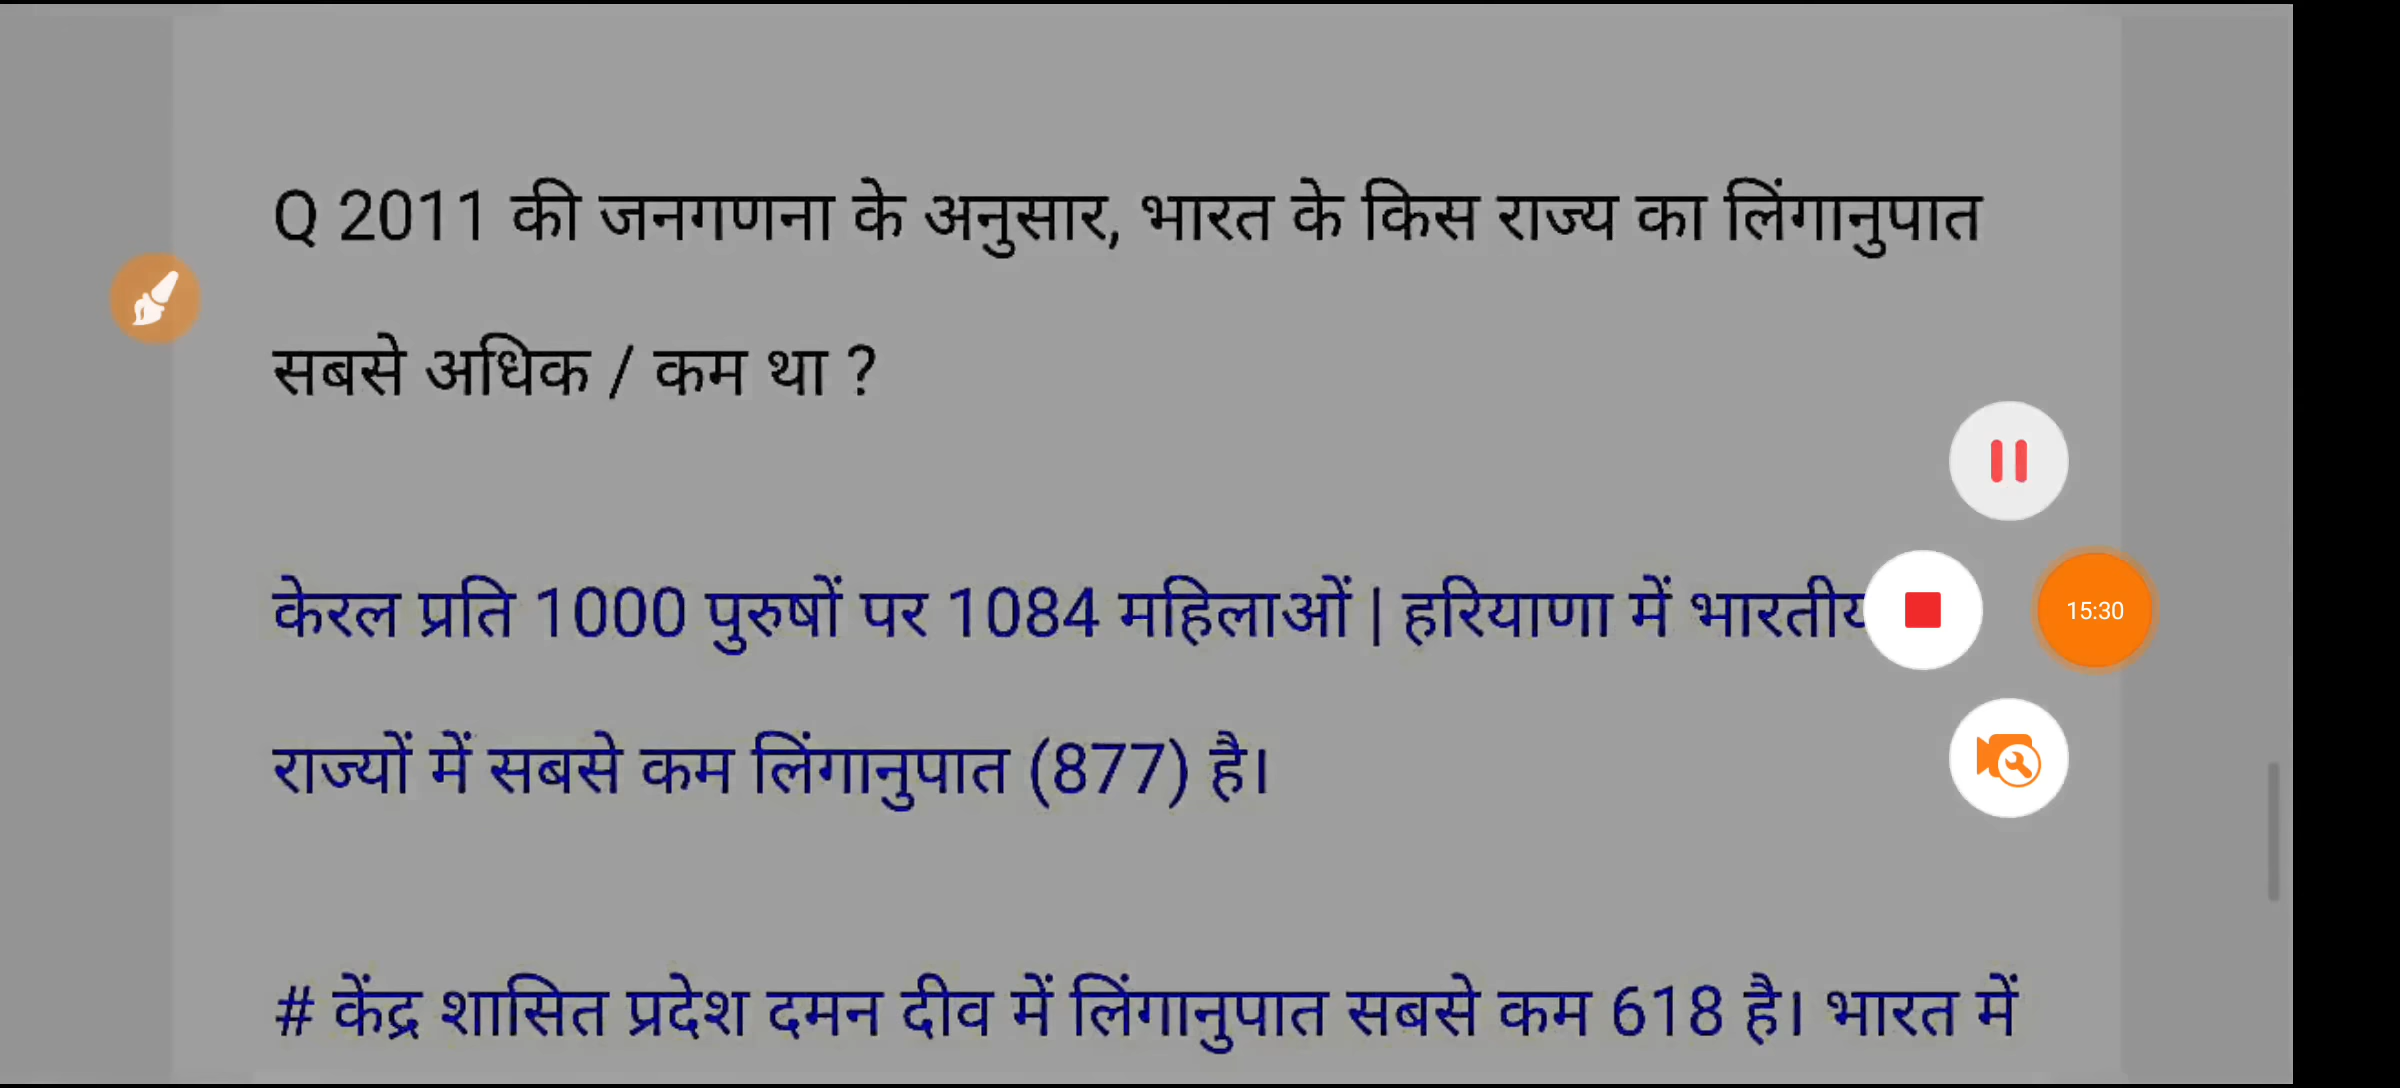 Q 2011 की जनगणना के अनुसार, भारत के किस राज्य का लिंगानुपात
सबसे अधिक / कम था ?
केरल प्रति 1000 पुरुषों पर 1084 महिलाओं | हरियाणा में भारतीय
15:30
राज्यों में सबसे कम लिंगानुपात (877) है।
# केंद्र शासित प्रदेश दमन दीव में लिंगानुपात सबसे कम 618 है। भारत में